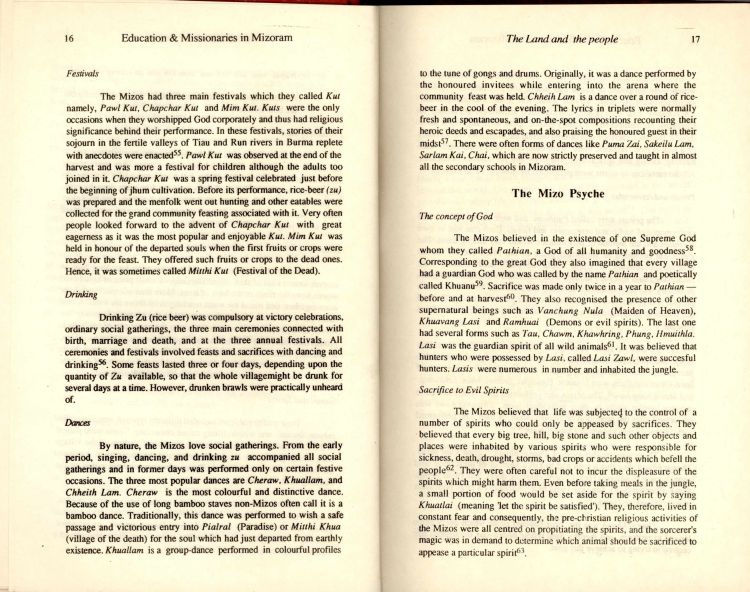 16 Education & Missionaries in Mizoram
Festivals
The Mizos had three main festivals which they called Kut
namely, Pawl Kut, Chapchar Kut and Mim Kut. Kuts were the only
occasions when they worshipped God corporately and thus had religious
significance behind their performance. In these festivals, stories of their
sojourn in the fertile valleys of Tiau and Run rivers in Burma replete
with anecdotes were enacted55. Pawl Kut was observed at the end of the
harvest and was more a festival for children although the adults too
joined in it. Chapchar Kut was a spring festival celebrated just before
the beginning of jhum cultivation. Before its performance, rice-beer (zu)
was prepared and the menfolk went out hunting and other eatables were
collected for the grand community feasting associated with it. Very often
people looked forward to the advent of Chapchar Kut with great
eagerness as it was the most popular and enjoyable Kut. Mim Kut was
held in honour of the departed souls when the first fruits or crops were
ready for the feast. They offered such fruits or crops to the dead ones.
Hence, it was sometimes called Mitthi Kut (Festival of the Dead).
Drinking
Drinking Zu (rice beer) was compulsory at victory celebrations,
ordinary social gatherings, the three main ceremonies connected with
birth, marriage and death, and at the three annual festivals. All
ceremonies and festivals involved feasts and sacrifices with dancing and
drinking56. Some feasts lasted three or four days, depending upon the
quantity of Zu available, so that the whole villagemight be drunk for
several days at a time. However, drunken brawls were practically unheard
of.
Dances
By nature, the Mizos love social gatherings. From the early
period, singing, dancing, and drinking zu accompanied all social
gatherings and in former days was performed only on certain festive
occasions. The three most popular dances are Cheraw, Khuallam, and
Chheith Lam. Cheraw is the most colourful and distinctive dance.
Because of the use of long bamboo staves non-Mizos often call it a
bamboo dance. Traditionally, this dance was performed to wish a safe
passage and victorious entry into Pialral (Paradise) or Mitthi Khua
(village of the death) for the soul which had just departed from earthly
existence. Khuallam is a group-dance performed in colourful profiles
The Land and the people 17
to the tune of gongs and drums. Originally, it was a dance performed by
the honoured invitees while entering into the arena where the
community feast was held. Chheih Lam is a dance over a round of rice-
beer in the cool of the evening. The lyrics in triplets were normally
fresh and spontaneous, and on-the-spot compositions recounting their
heroic deeds and escapades, and also praising the honoured guest in their
midst57. There were often forms of dances like Puma Zai, Sakeilu Lam,
Sarlam Kai, Chai, which are now strictly preserved and taught in almost
all the secondary schools in Mizoram.
The Mizo Psyche
The concept of God
The Mizos believed in the existence of one Supreme God
whom they called Pathian, a God of all humanity and goodness58.
Corresponding to the great God they also imagined that every village
had a guardian God who was called by the name Pathian and poetically
called Khuanu59. Sacrifice was made only twice in a year to Pathian —
before and at harvest60. They also recognised the presence of other
supernatural beings such as Vanchung Nula (Maiden of Heaven),
Khuavang Lasi and Ramhuai (Demons or evil spirits). The last one
had several forms such as Tau, Chawm, Khawhring, Phung, Hmuithla.
Lasi was the guardian spirit of all wild animals61. It was believed that
hunters who were possessed by Lasi, called Lasi Zawl, were succesful
hunters. Lasis were numerous in number and inhabited the jungle.
Sacrifice to Evil Spirits
The Mizos believed that life was subjected to the control of a
number of spirits who could only be appeased by sacrifices. They
believed that every big tree, hill, big stone and such other objects and
places were inhabited by various spirits who were responsible for
sickness, death, drought, storms, bad crops or accidents which befell the
people62. They were often careful not to incur the displeasure of the
spirits which might harm them. Even before taking meals in the jungle,
a small portion of food would be set aside for the spirit by saying
Khuatlai (meaning 'let the spirit be satisfied'). They, therefore, lived in
constant fear and consequently, the pre-christian religious activities of
the Mizos were all centred on propitiating the spirits, and the sorcerer's
magic was in demand to determine which animal should be sacrificed to
appease a particular spirit63.